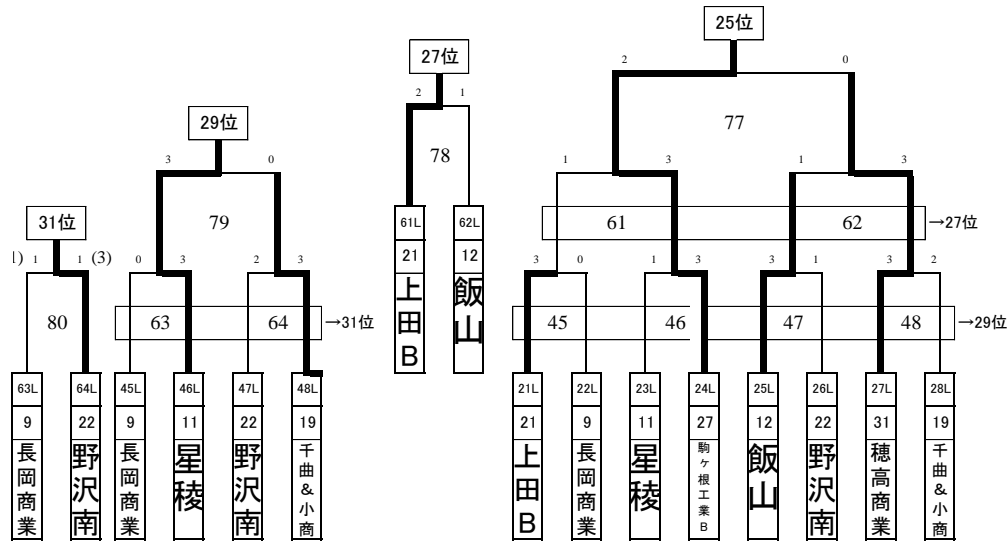 25位
2 0
27位
2 1
77
29位
78
3 0
1 3 1 3
31位
79
61L 62L
61 62 →27位
1) 1 1 (3) 0 3 2 3
21 12
3 0 1 3 3 1 3 2
上田B
飯山
80 63 64 →31位
45 46 47 48 →29位
63L 64L 45L 46L 47L 48L
21L 22L 23L 24L 25L 26L 27L 28L
9 22 9 11 22 19
21 9 11 27 12 22 31 19
長岡商業
野沢南
長岡商業
星稜
野沢南
千曲&小商
上田B
長岡商業
星稜
駒ヶ根工業B
飯山
野沢南
穂高商業
千曲&小商